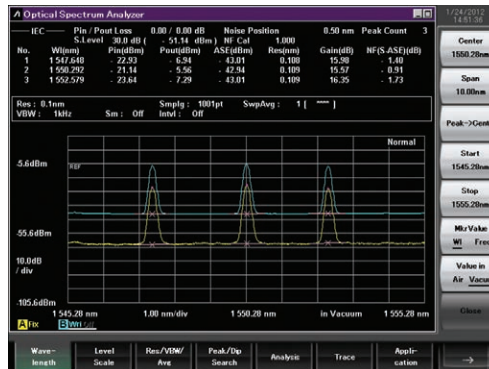 Optical Spectrum Analyzer
1/24/2012
14:51:36
IEC Pin / Pout Loss 0.00 / 0.00 dB Noise Position 0.50 nm Peak Count 3
S.Level 30.0 dB ( - 51.14 dBm ) NF Cal 1.000
No. Wl(nm) Pin(dBm) Pout(dBm) ASE(dBm) Res(nm) Gain(dB) NF(S.ASE)(dB)
1 1 547.648 - 22.93 - 6.94 - 43.01 0.108 15.98 - 1.40
2 1 550.292 - 21.14 - 5.56 - 42.94 0.108 15.57 - 0.91
3 1 552.579 - 23.64 - 7.29 - 43.01 0.109 16.35 - 1.73
Res : 0.1nm Smplg : 1001pt SwpAvg : 1 [ ]
VBW : 1kHz Sm : Off Intvl : Off
Normal
-5.6dBm
REF
-55.6dBm
10.0dB
/ div
-105.6dBm
1 545.28 nm 1.00 nm/div 1 550.28 nm in Vacuum 1 555.28 nm
A Fix B Wri
Wave-
length
Level
Scale
Res/VBW/
Avg
Peak/Dip
Search
Analysis
Trace
Appli-
cation
→
Center
1550.28nm
Span
10.00nm
Peak->Cent
Start
1545.28nm
Stop
1555.28nm
MkrValue
Wl Fre
Value in
Air Vacu
Close